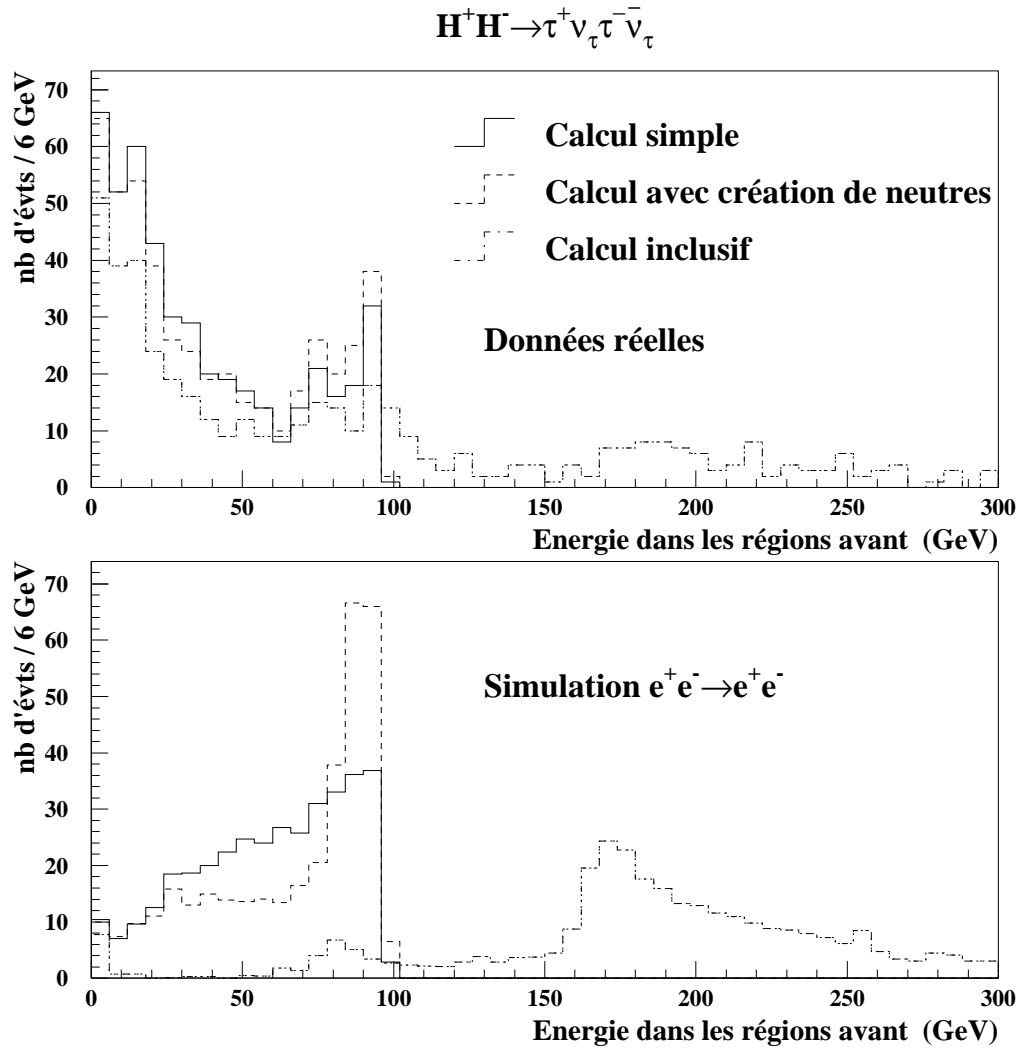 H⁺H⁻→τ⁺ν_τ τ⁻ν̄_τ
nb d'évts / 6 GeV
70
60
50
40
30
20
10
0
Calcul simple
Calcul avec création de neutres
Calcul inclusif
Données réelles
0 50 100 150 200 250 300
Energie dans les régions avant (GeV)
nb d'évts / 6 GeV
70
60
50
40
30
20
10
0
Simulation e⁺e⁻→e⁺e⁻
0 50 100 150 200 250 300
Energie dans les régions avant (GeV)